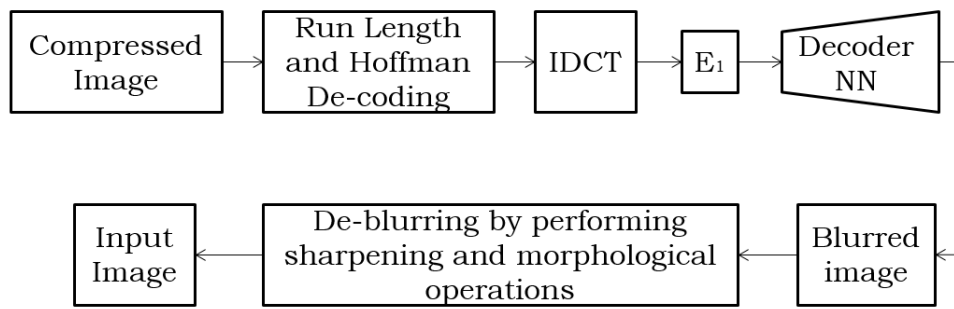 Compressed
Image
Run Length
and Hoffman
De-coding
IDCT
E₁
Decoder
NN
Input
Image
De-blurring by performing
sharpening and morphological
operations
Blurred
image